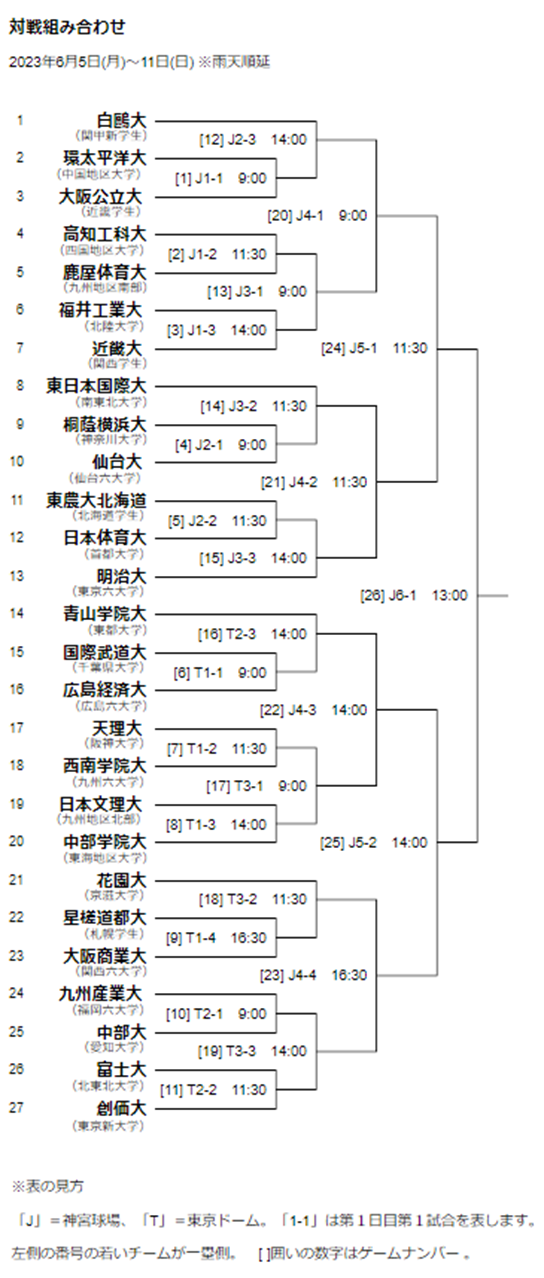 対戦組み合わせ
2023年6月5日(月)～11日(日) ※雨天順延
1 白鷗大
(関甲新学生)
[12] J2-3 14:00
2 環太平洋大
(中国地区大学)
[1] J1-1 9:00
3 大阪公立大
(近畿学生)
[20] J4-1 9:00
4 高知工科大
(四国地区大学)
[2] J1-2 11:30
5 鹿屋体育大
(九州地区南部)
[13] J3-1 9:00
6 福井工業大
(北陸大学)
[3] J1-3 14:00
7 近畿大
(関西学生)
[24] J5-1 11:30
8 東日本国際大
(南東北大学)
[14] J3-2 11:30
9 桐蔭横浜大
(神奈川大学)
[4] J2-1 9:00
10 仙台大
(仙台六大学)
[21] J4-2 11:30
11 東農大北海道
(北海道学生)
[5] J2-2 11:30
12 日本体育大
(首都大学)
[15] J3-3 14:00
13 明治大
(東京六大学)
[26] J6-1 13:00
14 青山学院大
(東都大学)
[16] T2-3 14:00
15 国際武道大
(千葉県大学)
[6] T1-1 9:00
16 広島経済大
(広島六大学)
[22] J4-3 14:00
17 天理大
(阪神大学)
[7] T1-2 11:30
18 西南学院大
(九州六大学)
[17] T3-1 9:00
19 日本文理大
(九州地区北部)
[8] T1-3 14:00
20 中部学院大
(東海地区大学)
[25] J5-2 14:00
21 花園大
(京滋大学)
[18] T3-2 11:30
22 星槎道都大
(札幌学生)
[9] T1-4 16:30
23 大阪商業大
(関西六大学)
[23] J4-4 16:30
24 九州産業大
(福岡六大学)
[10] T2-1 9:00
25 中部大
(愛知大学)
[19] T3-3 14:00
26 富士大
(北東北大学)
[11] T2-2 11:30
27 創価大
(東京新大学)
※表の見方
「J」＝神宮球場、「T」＝東京ドーム。「1-1」は第１日目第１試合を表します。
左側の番号の若いチームが一塁側。 [ ]囲いの数字はゲームナンバー 。